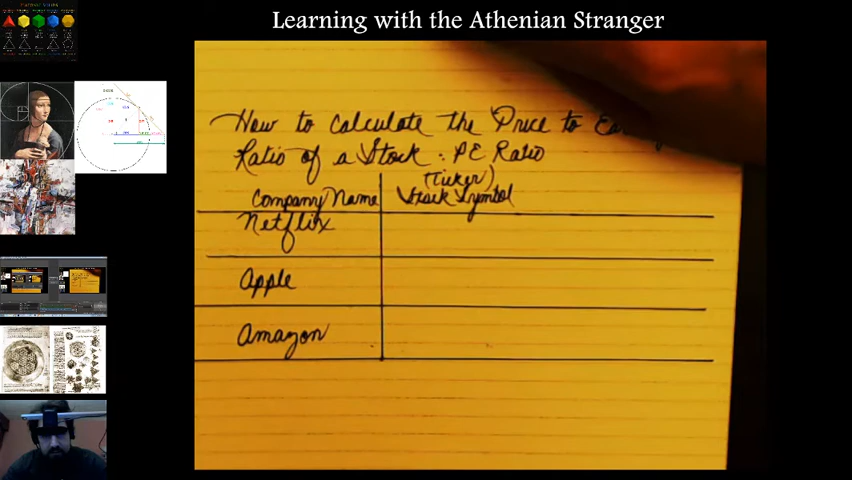 Learning with the Athenian Stranger
How to Calculate the Price to
Ratio of a Stock : PE Ratio
(Ticker)
Company Name Stock Symbol
Netflix
Apple
Amazon